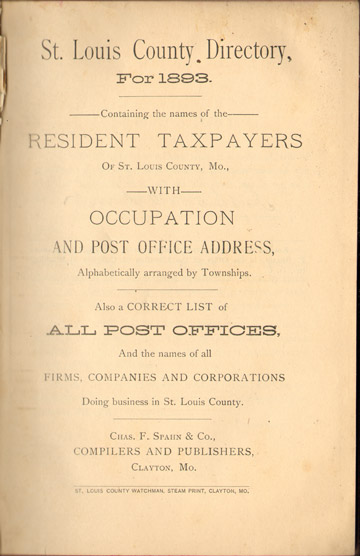 St. Louis County Directory,
For 1893.
Containing the names of the
RESIDENT TAXPAYERS
OF ST. LOUIS COUNTY, MO.,
WITH
OCCUPATION
AND POST OFFICE ADDRESS,
Alphabetically arranged by Townships.
Also a CORRECT LIST of
ALL POST OFFICES,
And the names of all
FIRMS, COMPANIES AND CORPORATIONS
Doing business in St. Louis County.
CHAS. F. SPAHN & CO.,
COMPILERS AND PUBLISHERS,
CLAYTON, MO.
ST. LOUIS COUNTY WATCHMAN, STEAM PRINT, CLAYTON, MO.